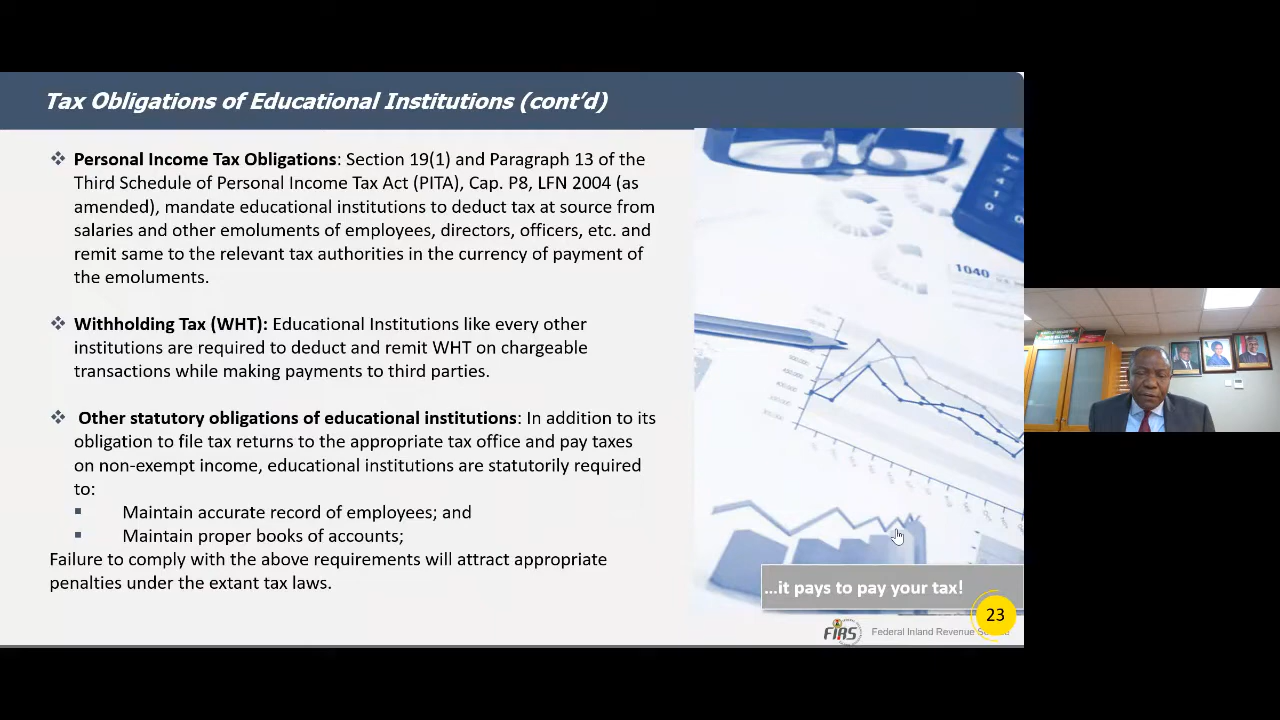 Tax Obligations of Educational Institutions (cont’d)
❖ Personal Income Tax Obligations: Section 19(1) and Paragraph 13 of the
Third Schedule of Personal Income Tax Act (PITA), Cap. P8, LFN 2004 (as
amended), mandate educational institutions to deduct tax at source from
salaries and other emoluments of employees, directors, officers, etc. and
remit same to the relevant tax authorities in the currency of payment of
the emoluments.
❖ Withholding Tax (WHT): Educational Institutions like every other
institutions are required to deduct and remit WHT on chargeable
transactions while making payments to third parties.
❖ Other statutory obligations of educational institutions: In addition to its
obligation to file tax returns to the appropriate tax office and pay taxes
on non-exempt income, educational institutions are statutorily required
to:
▪ Maintain accurate record of employees; and
▪ Maintain proper books of accounts;
Failure to comply with the above requirements will attract appropriate
penalties under the extant tax laws.
1040
...it pays to pay your tax!
23
FIRS Federal Inland Revenue